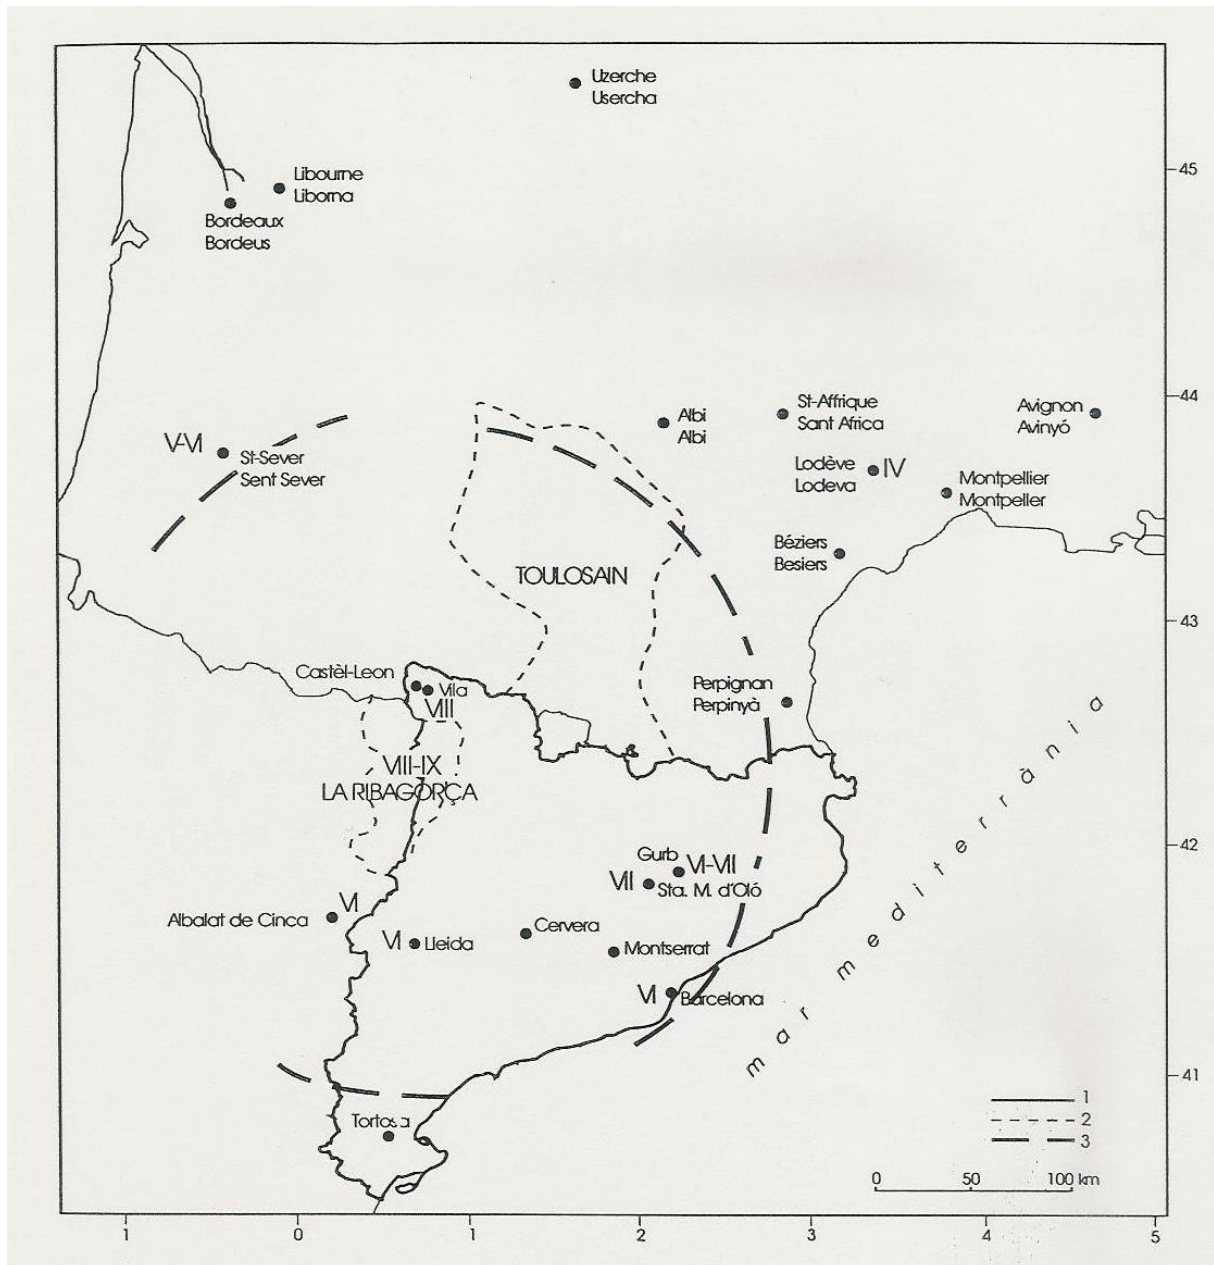 Uzerche
Usercha
45
Libourne
Liborna
Bordeaux
Bordeus
44
St-Affrique
Sant Africa
Avignon
Avinyó
Albi
Albi
V-VI
St-Sever
Sent Sever
Lodève
Lodeva
IV
Montpellier
Montpeller
Béziers
Besiers
TOULOSAIN
43
Castèl-Leon
Vila
VIII
Perpignan
Perpinyà
VIII-IX
LA RIBAGORÇA
mar mediterrània
42
Gurb
VI-VII
VII
Sta. M. d'Oló
VI
Albalat de Cinca
VI
Lleida
Cervera
Montserrat
VI
Barcelona
41
Tortosa
1
2
3
0 50 100 km
1 0 1 2 3 4 5